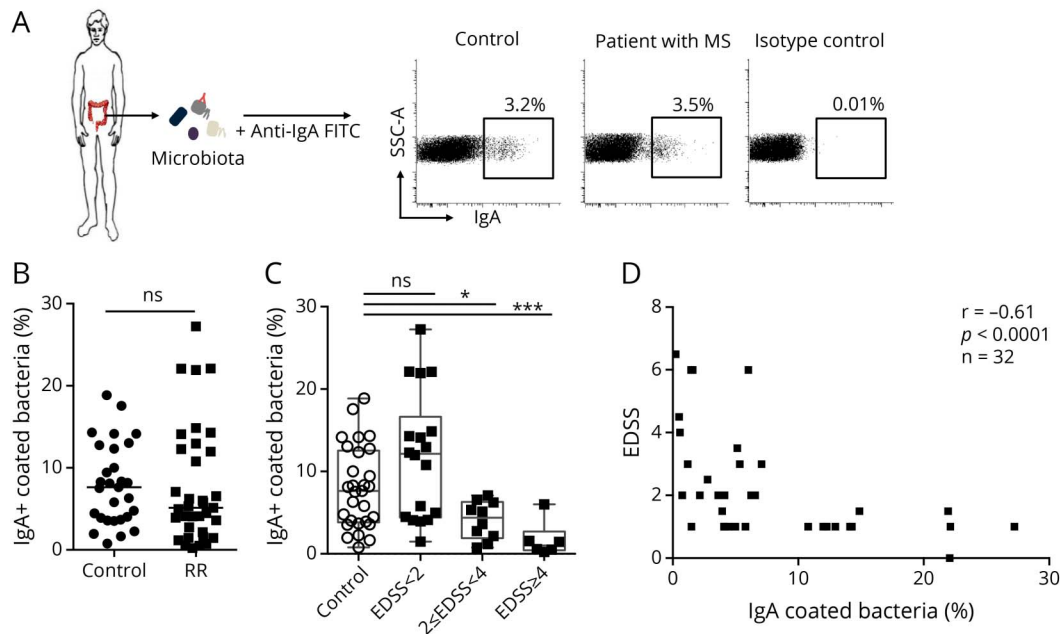 A
Microbiota
+ Anti-IgA FITC
Control
Patient with MS
Isotype control
3.2%
3.5%
0.01%
SSC-A
IgA
B
ns
IgA+ coated bacteria (%)
30
20
10
0
Control
RR
C
ns
*
***
IgA+ coated bacteria (%)
30
20
10
0
Control
EDSS<2
2≤EDSS<4
EDSS≥4
D
r = –0.61
p < 0.0001
n = 32
EDSS
8
6
4
2
0
0
10
20
30
IgA coated bacteria (%)